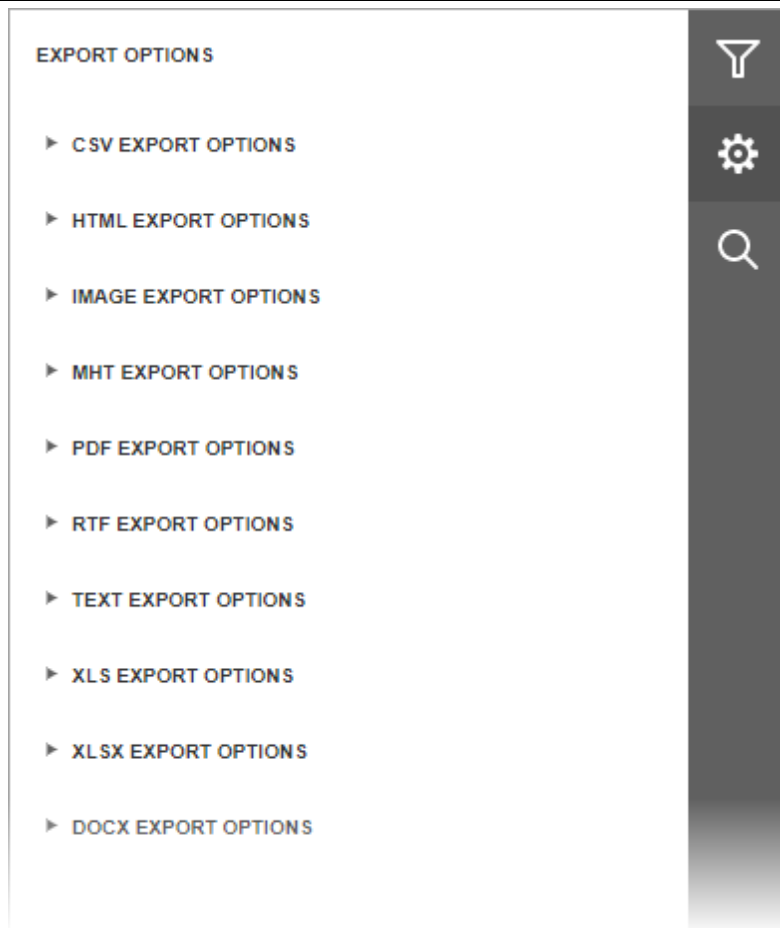 EXPORT OPTIONS
CSV EXPORT OPTIONS
HTML EXPORT OPTIONS
IMAGE EXPORT OPTIONS
MHT EXPORT OPTIONS
PDF EXPORT OPTIONS
RTF EXPORT OPTIONS
TEXT EXPORT OPTIONS
XLS EXPORT OPTIONS
XLSX EXPORT OPTIONS
DOCX EXPORT OPTIONS